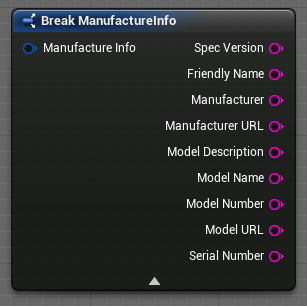 Break ManufactureInfo
Manufacture Info
Spec Version
Friendly Name
Manufacturer
Manufacturer URL
Model Description
Model Name
Model Number
Model URL
Serial Number